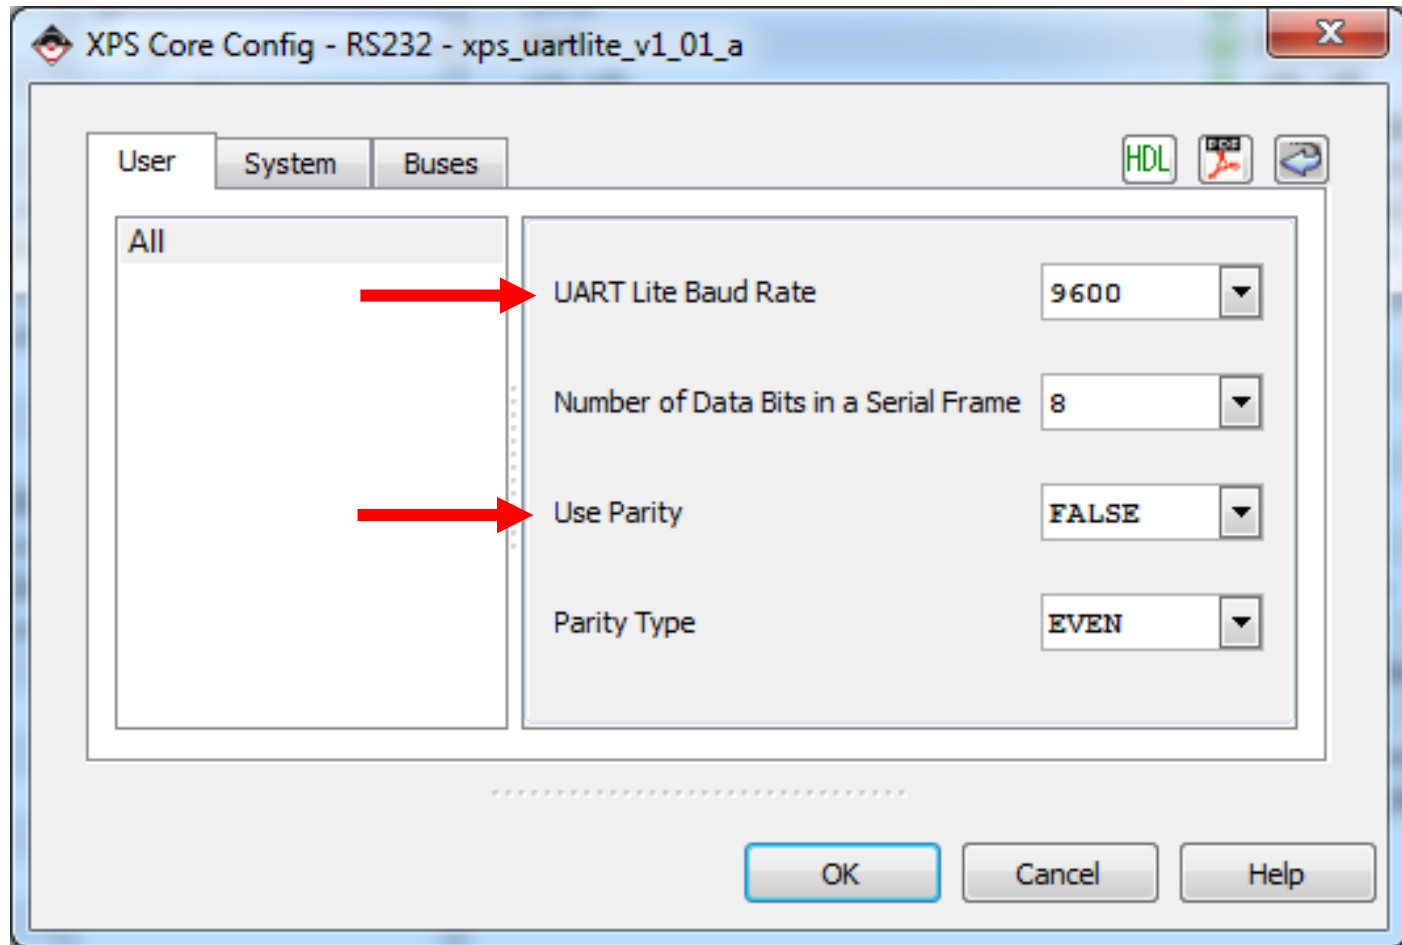 XPS Core Config - RS232 - xps_uartlite_v1_01_a
User System Buses HDL PDF
All
UART Lite Baud Rate 9600
Number of Data Bits in a Serial Frame 8
Use Parity FALSE
Parity Type EVEN
OK Cancel Help